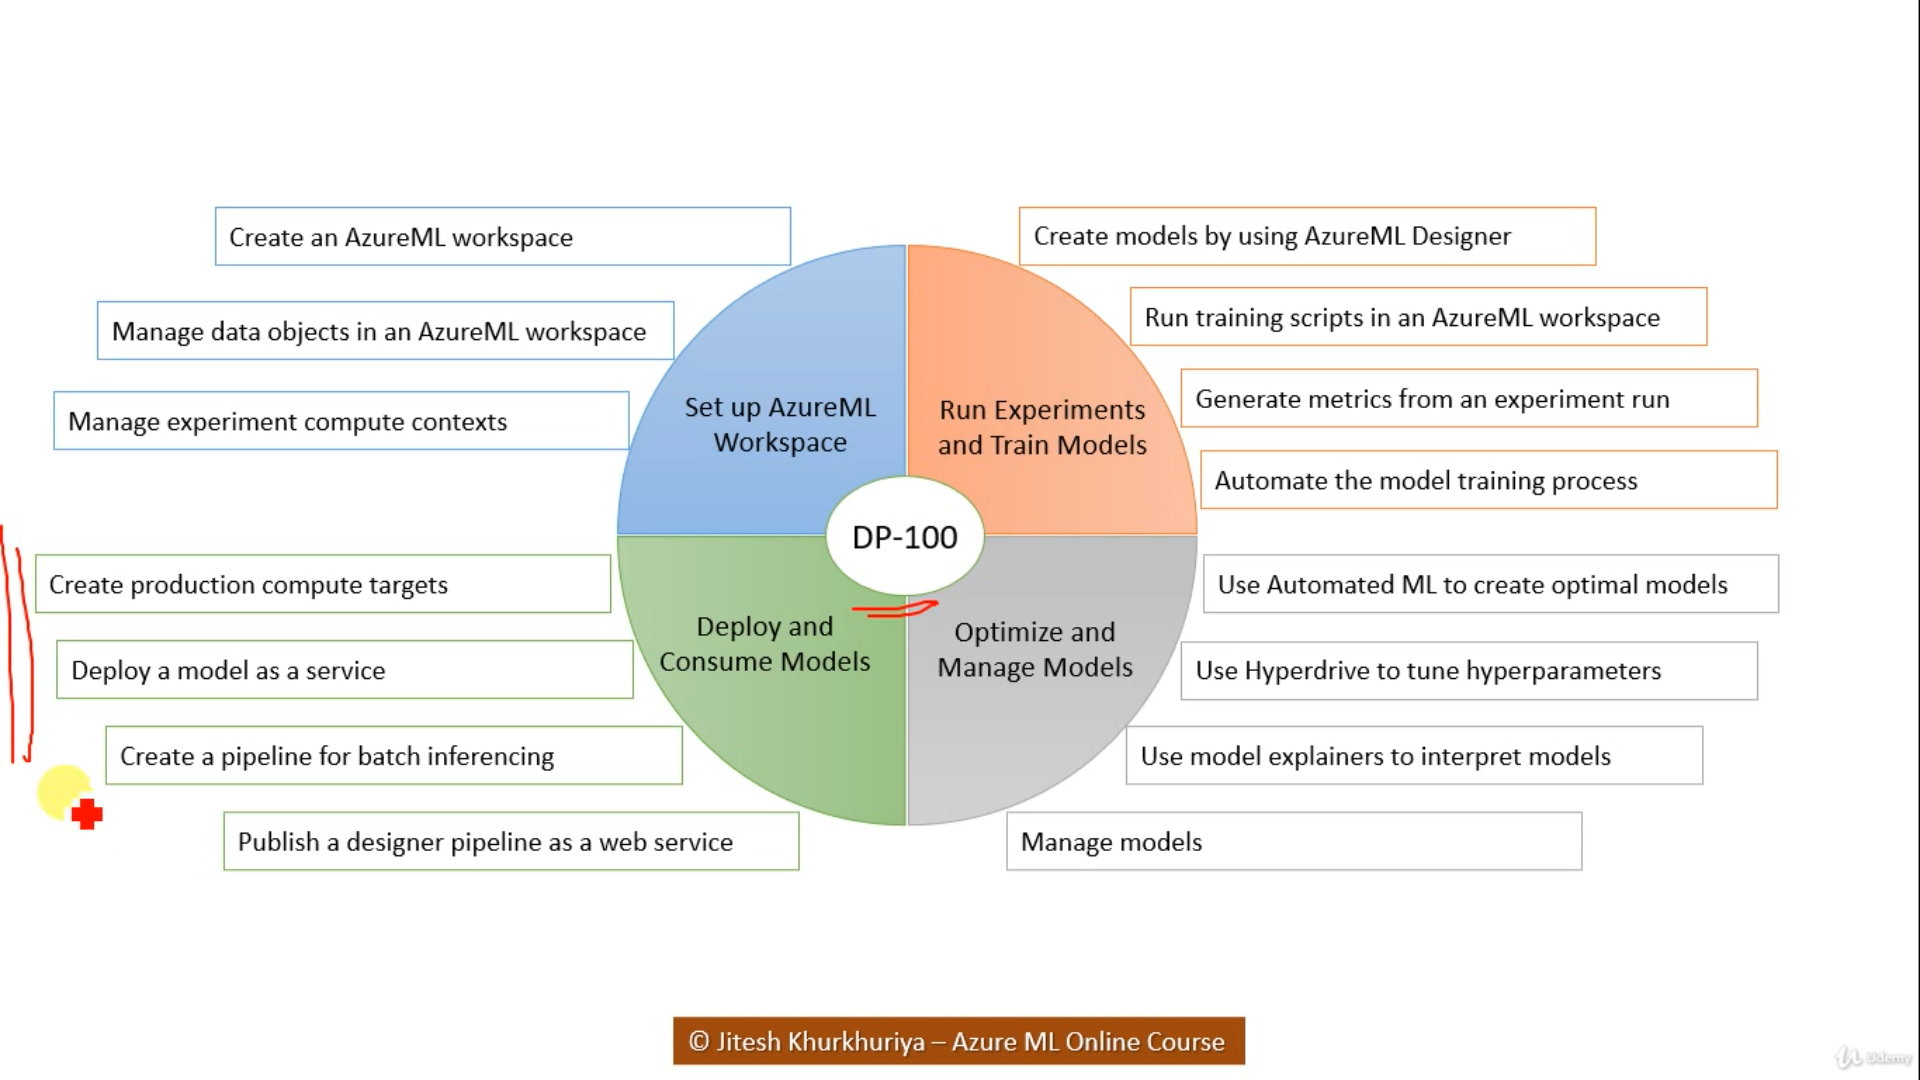 Create an AzureML workspace
Manage data objects in an AzureML workspace
Manage experiment compute contexts
Create models by using AzureML Designer
Run training scripts in an AzureML workspace
Generate metrics from an experiment run
Automate the model training process
Set up AzureML
Workspace
Run Experiments
and Train Models
DP-100
Deploy and
Consume Models
Optimize and
Manage Models
Create production compute targets
Deploy a model as a service
Create a pipeline for batch inferencing
Publish a designer pipeline as a web service
Use Automated ML to create optimal models
Use Hyperdrive to tune hyperparameters
Use model explainers to interpret models
Manage models
© Jitesh Khurkhuriya – Azure ML Online Course
Udemy